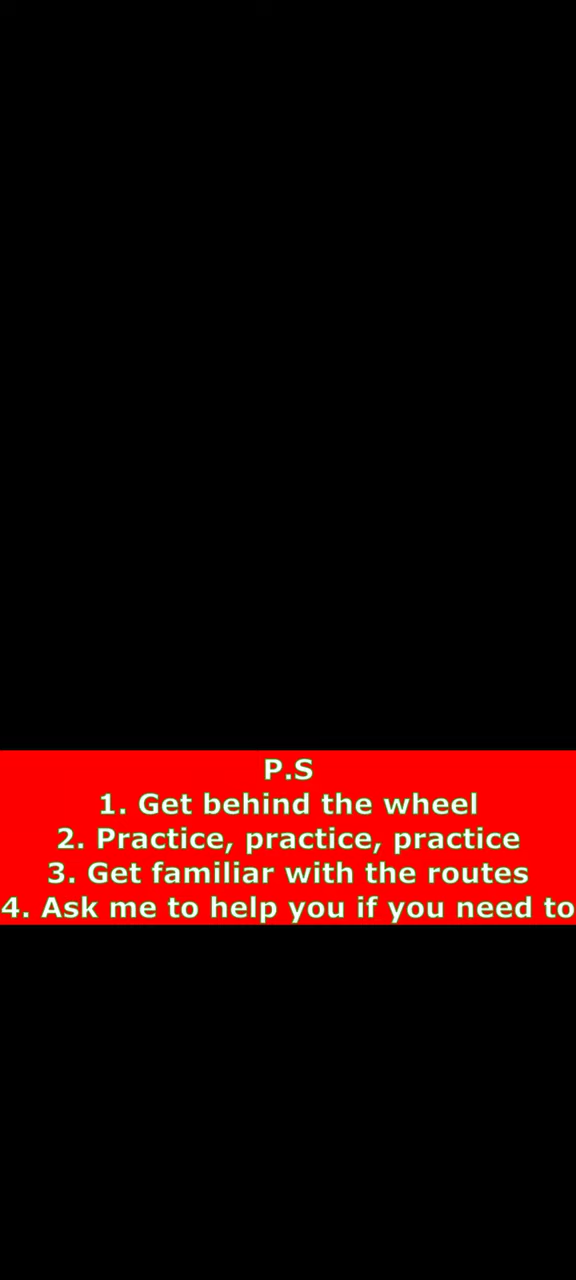 P.S
1. Get behind the wheel
2. Practice, practice, practice
3. Get familiar with the routes
4. Ask me to help you if you need to